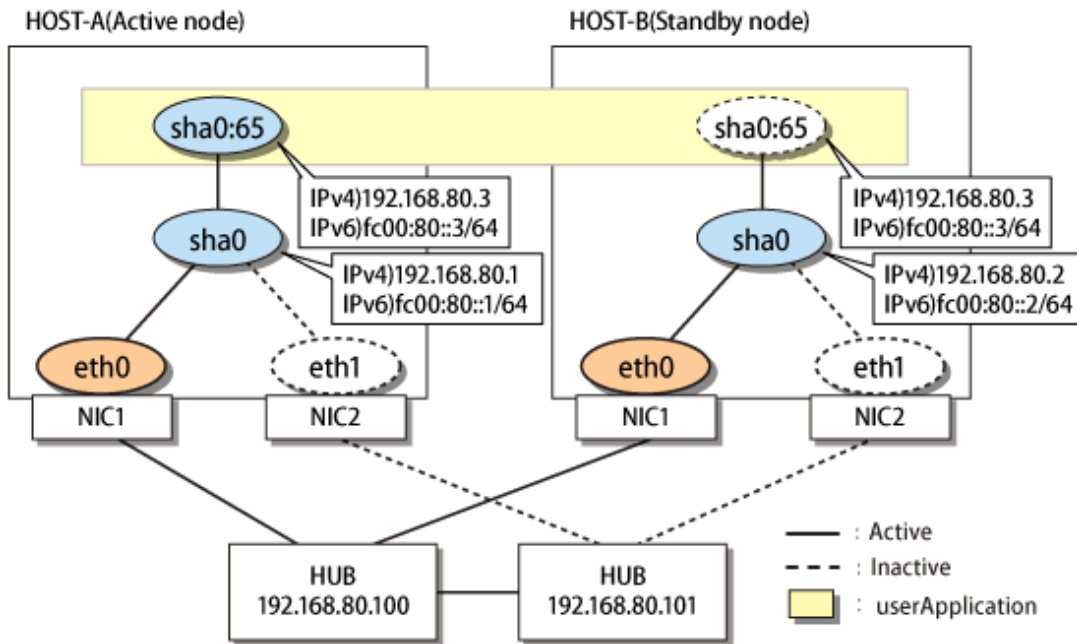 HOST-A(Active node)
HOST-B(Standby node)
sha0:65
sha0:65
IPv4)192.168.80.3
IPv6)fc00:80::3/64
IPv4)192.168.80.3
IPv6)fc00:80::3/64
sha0
sha0
IPv4)192.168.80.1
IPv6)fc00:80::1/64
IPv4)192.168.80.2
IPv6)fc00:80::2/64
eth0
eth1
eth0
eth1
NIC1
NIC2
NIC1
NIC2
HUB
192.168.80.100
HUB
192.168.80.101
: Active
: Inactive
: userApplication